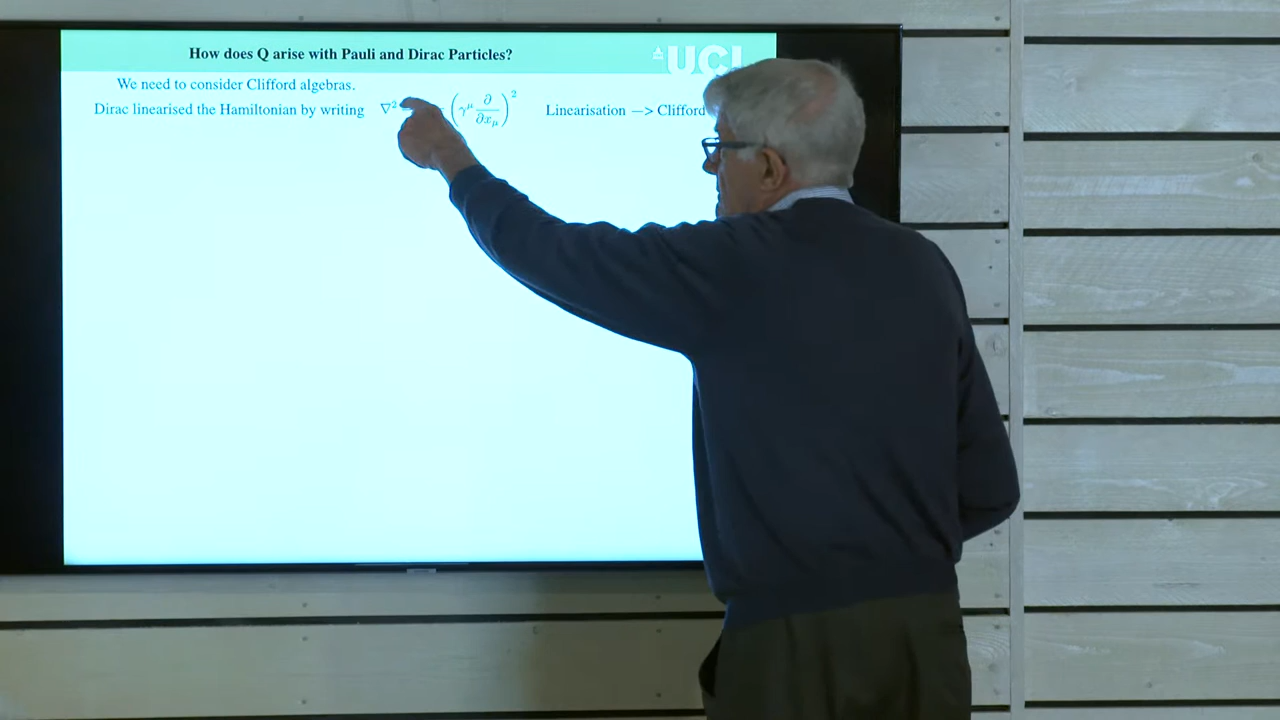 How does Q arise with Pauli and Dirac Particles?
UCL
We need to consider Clifford algebras.
Dirac linearised the Hamiltonian by writing ∇² (γ^μ ∂/∂x_μ)² Linearisation —> Clifford